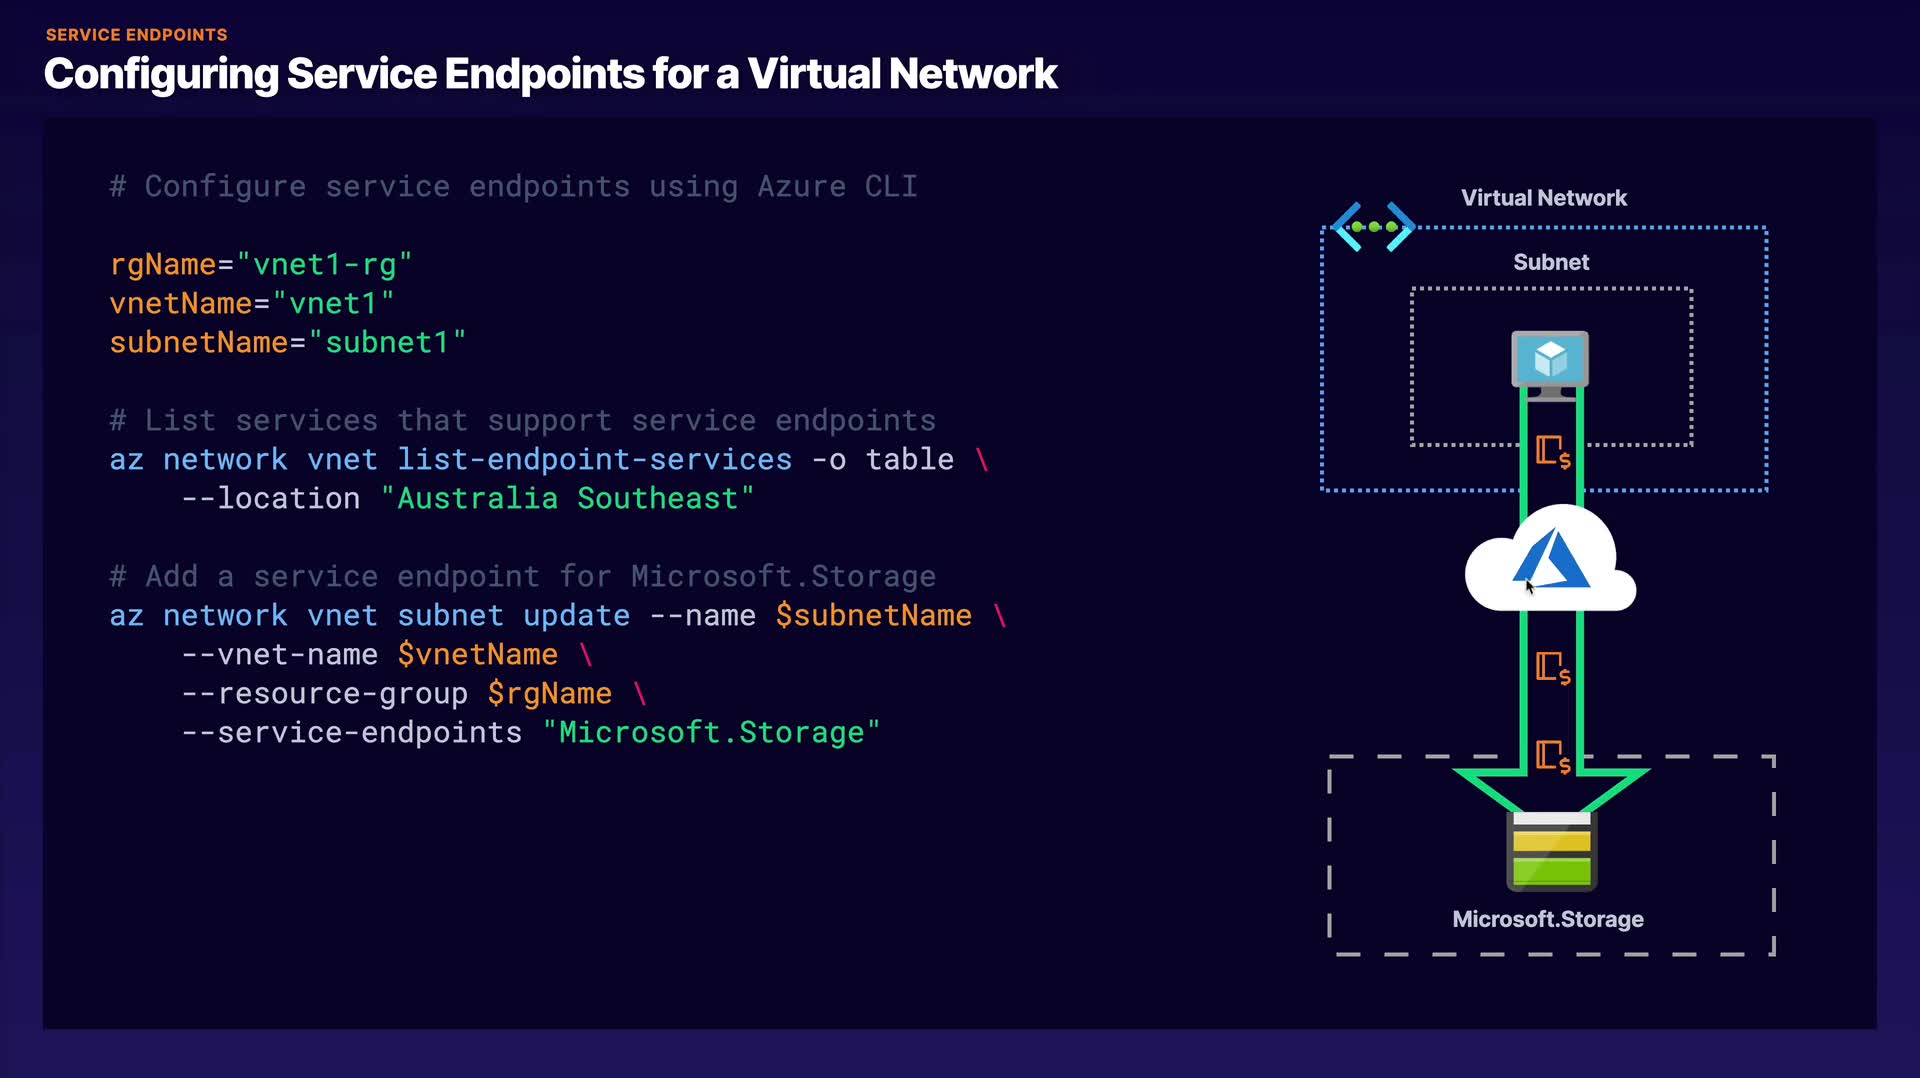 SERVICE ENDPOINTS
Configuring Service Endpoints for a Virtual Network
# Configure service endpoints using Azure CLI
rgName="vnet1-rg"
vnetName="vnet1"
subnetName="subnet1"
# List services that support service endpoints
az network vnet list-endpoint-services -o table \
--location "Australia Southeast"
# Add a service endpoint for Microsoft.Storage
az network vnet subnet update --name $subnetName \
--vnet-name $vnetName \
--resource-group $rgName \
--service-endpoints "Microsoft.Storage"
Virtual Network
Subnet
$
$
$
Microsoft.Storage